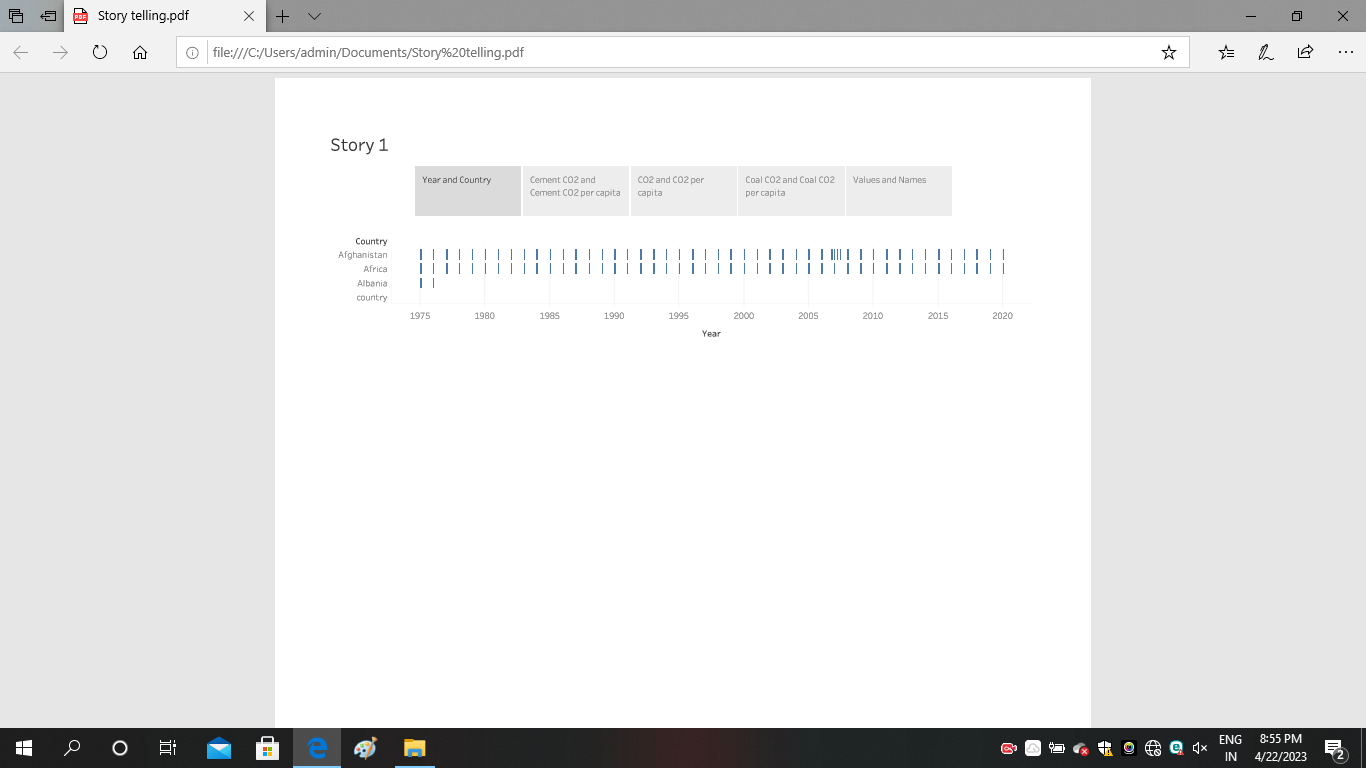 Story telling.pdf
file:///C:/Users/admin/Documents/Story%20telling.pdf
Story 1
Year and Country
Cement CO2 and
Cement CO2 per capita
CO2 and CO2 per
capita
Coal CO2 and Coal CO2
per capita
Values and Names
Country
Afghanistan
Africa
Albania
country
1975 1980 1985 1990 1995 2000 2005 2010 2015 2020
Year
ENG
IN
8:55 PM
4/22/2023
2